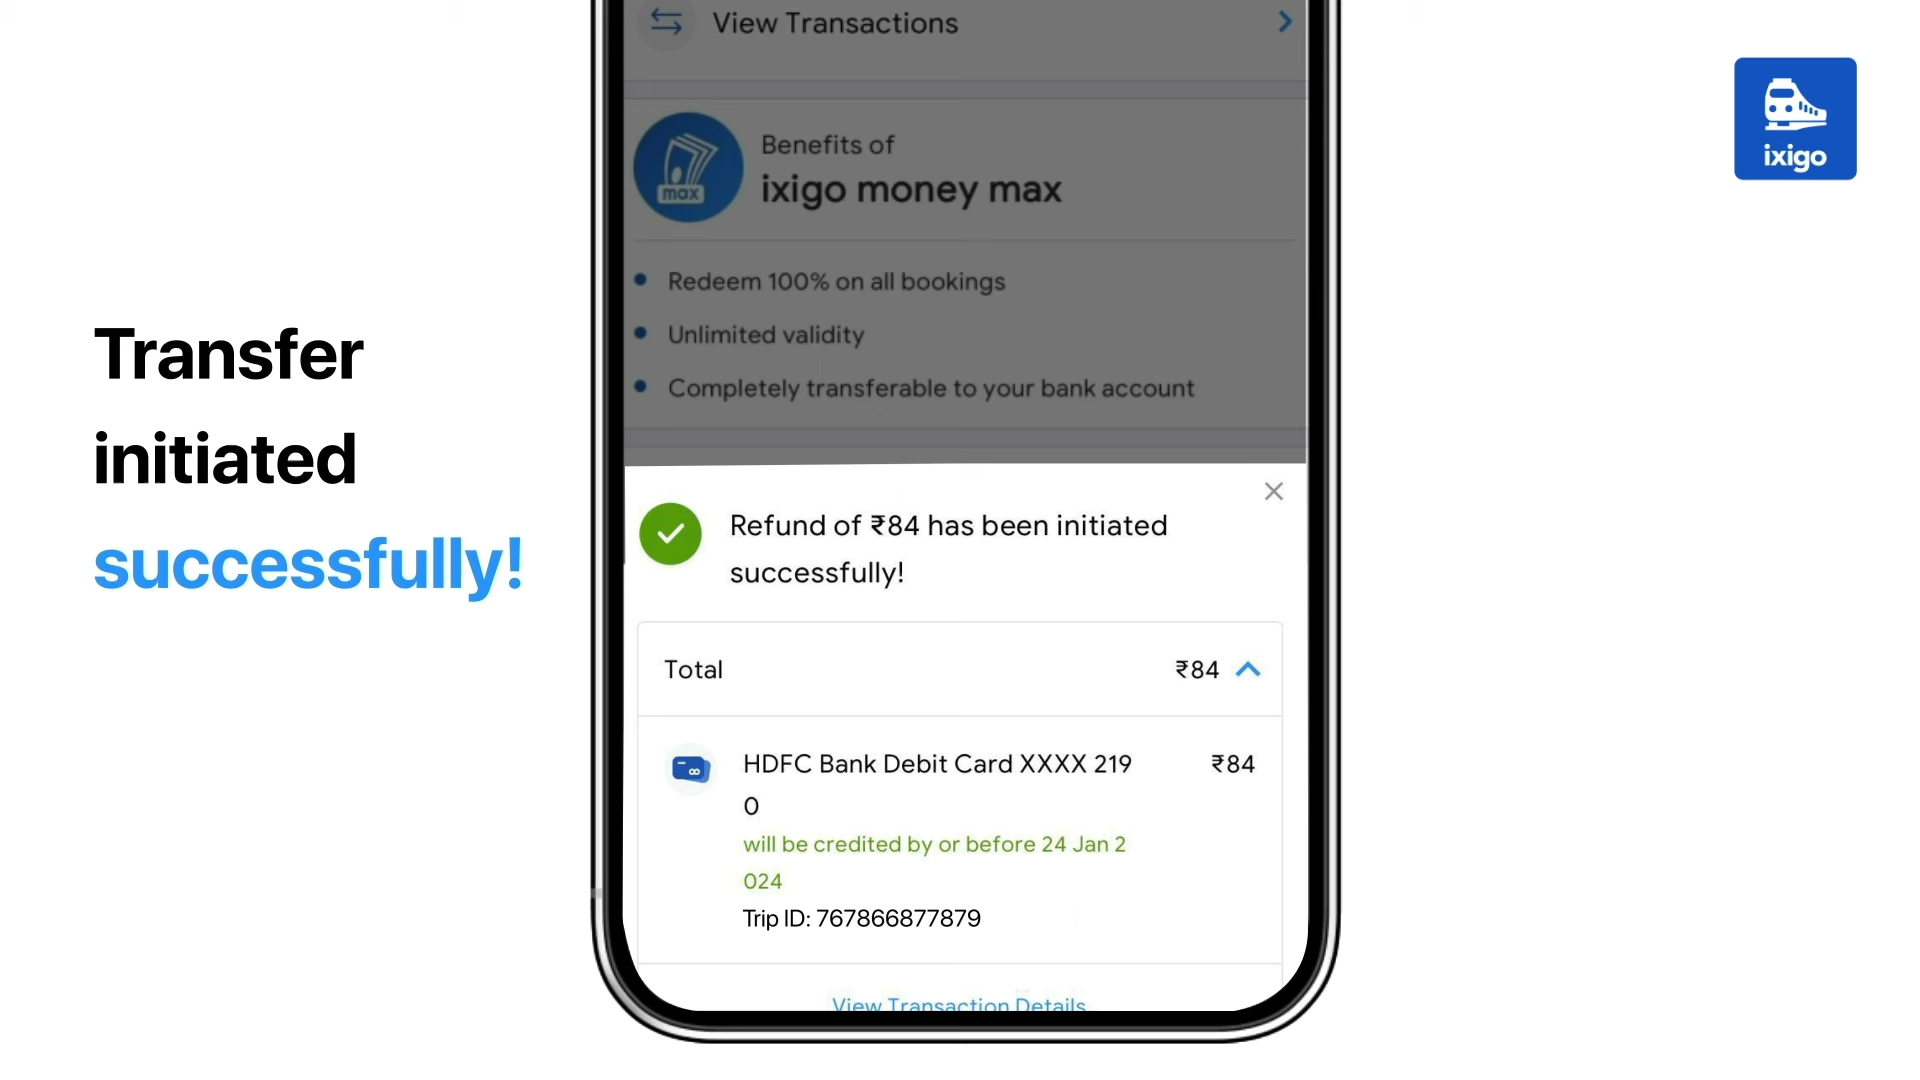 Transfer
initiated
successfully!
View Transactions
max
Benefits of
ixigo money max
Redeem 100% on all bookings
Unlimited validity
Completely transferable to your bank account
Refund of ₹84 has been initiated
successfully!
Total ₹84
HDFC Bank Debit Card XXXX 219 ₹84
0
will be credited by or before 24 Jan 2
024
Trip ID: 767866877879
View Transaction Details
ixigo